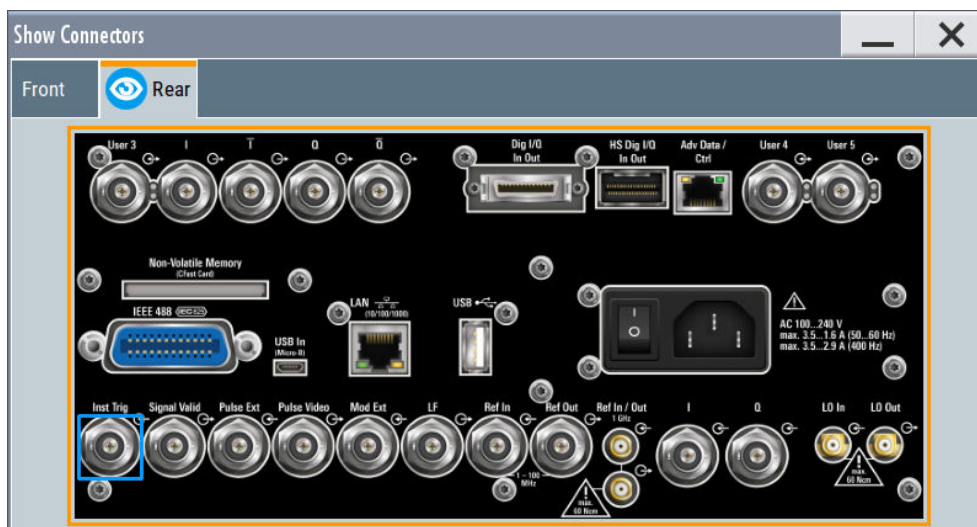 Show Connectors
Front
Rear
User 3
I
I
Q
Q
Dig I/Q
In Out
HS Dig I/Q
In Out
Adv Data /
Ctrl
User 4
User 5
Non-Volatile Memory
(CFast Card)
IEEE 488 IEC 625
USB In
(Micro-B)
LAN
(10/100/1000)
USB
I
O
AC 100...240 V
max. 3.5...1.6 A (50...60 Hz)
max. 3.5...2.9 A (400 Hz)
Inst Trig
Signal Valid
Pulse Ext
Pulse Video
Mod Ext
LF
Ref In
Ref Out
Ref In / Out
1 GHz
I
Q
LO In
LO Out
1 – 100
MHz
max.
60 Ncm
max.
60 Ncm